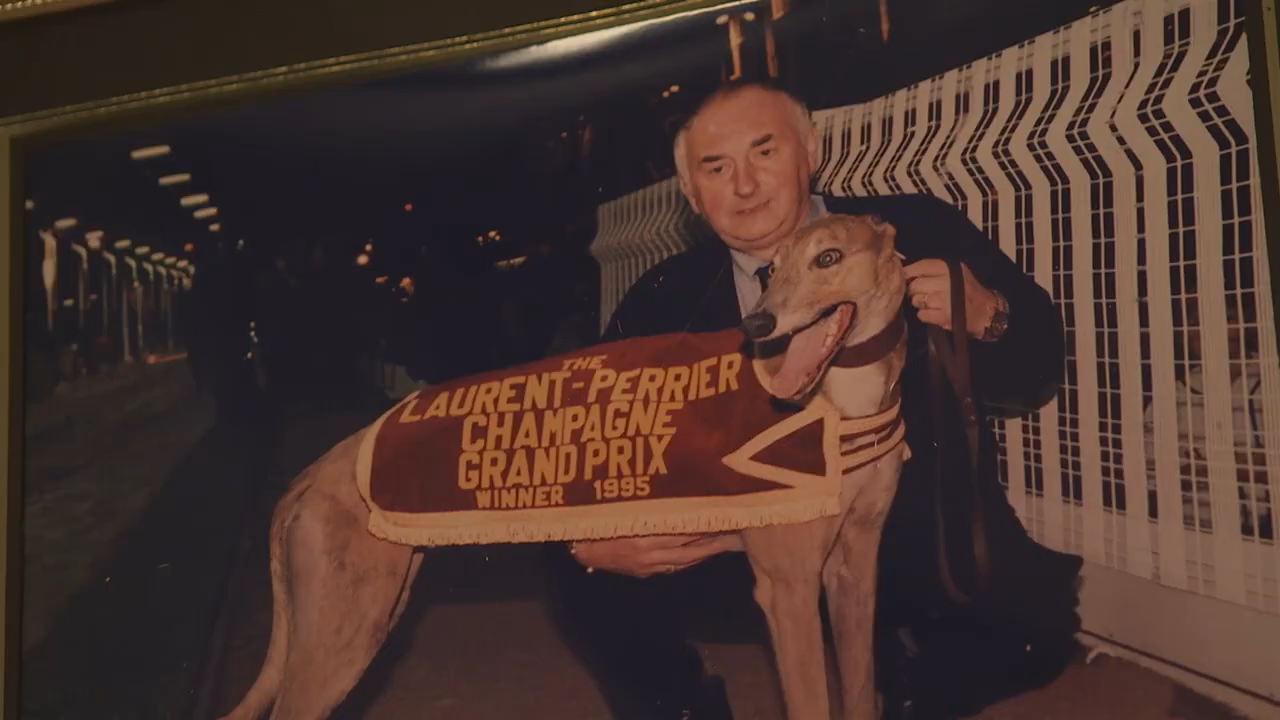 THE
LAURENT-PERRIER
CHAMPAGNE
GRAND PRIX
WINNER 1995